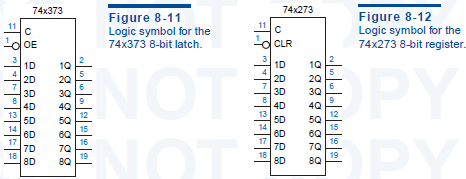 74x373
Figure 8-11
Logic symbol for the
74x373 8-bit latch.
11 C
1 OE
3 1D 1Q 2
4 2D 2Q 5
7 3D 3Q 6
8 4D 4Q 9
13 5D 5Q 12
14 6D 6Q 15
17 7D 7Q 16
18 8D 8Q 19
74x273
Figure 8-12
Logic symbol for the
74x273 8-bit register.
11 C
1 CLR
3 1D 1Q 2
4 2D 2Q 5
7 3D 3Q 6
8 4D 4Q 9
13 5D 5Q 12
14 6D 6Q 15
17 7D 7Q 16
18 8D 8Q 19
NOT COPY
NOT COPY